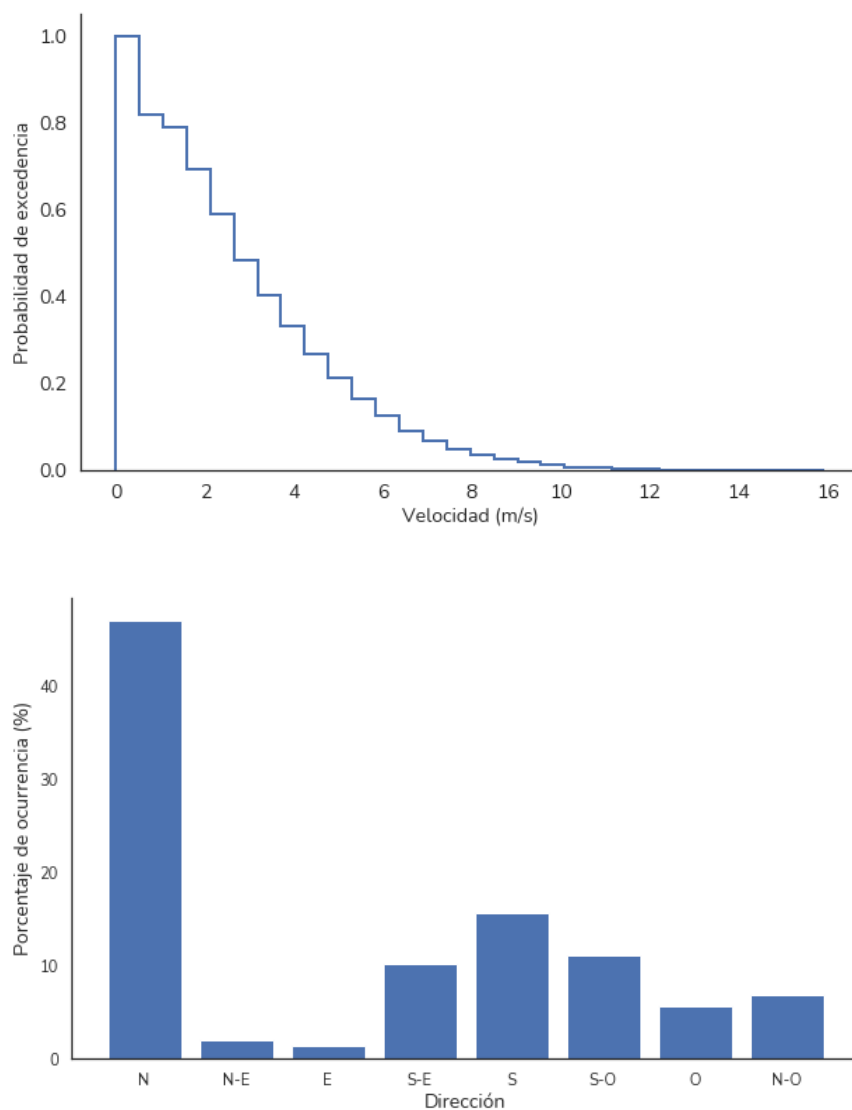 1.0
0.8
0.6
0.4
0.2
0.0
Probabilidad de excedencia
0 2 4 6 8 10 12 14 16
Velocidad (m/s)
40
30
20
10
0
Porcentaje de ocurrencia (%)
N N-E E S-E S S-O O N-O
Dirección